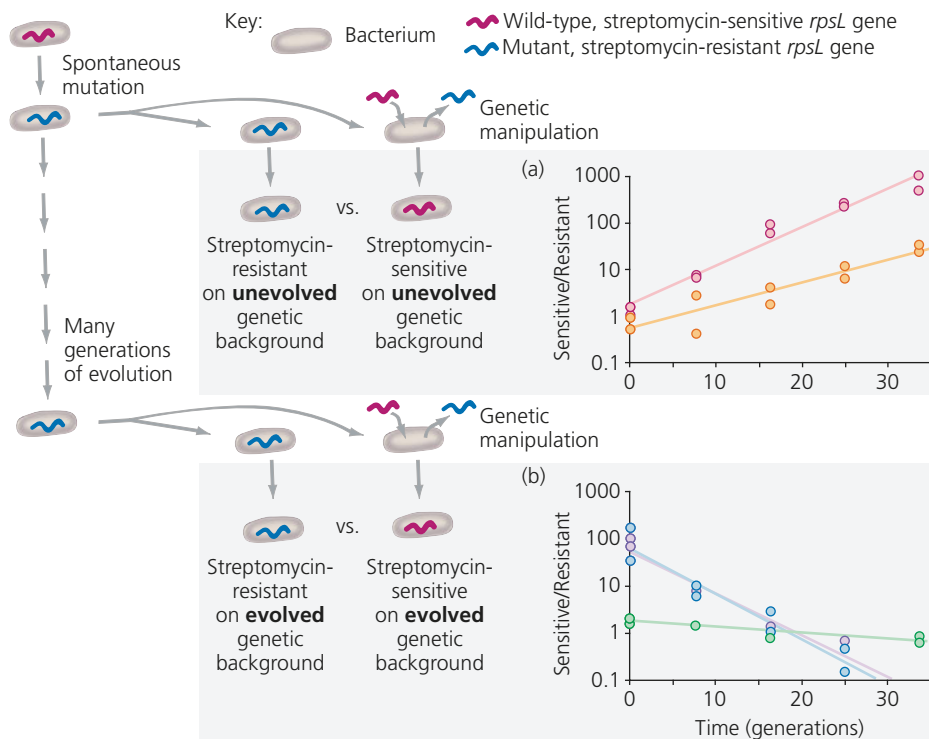 Key:
Bacterium
Wild-type, streptomycin-sensitive rpsL gene
Mutant, streptomycin-resistant rpsL gene
Spontaneous
mutation
Genetic
manipulation
(a)
vs.
Streptomycin-
resistant
on unevolved
genetic
background
Streptomycin-
sensitive
on unevolved
genetic
background
Sensitive/Resistant
1000
100
10
1
0.1
0
10
20
30
Many
generations
of evolution
Genetic
manipulation
(b)
vs.
Streptomycin-
resistant
on evolved
genetic
background
Streptomycin-
sensitive
on evolved
genetic
background
Sensitive/Resistant
1000
100
10
1
0.1
0
10
20
30
Time (generations)